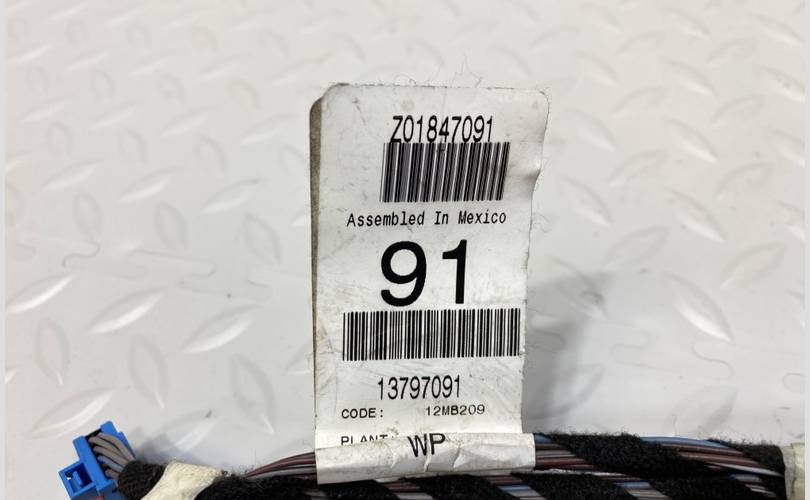 Z01847091
Assembled In Mexico
91
13797091
CODE: 12MB209
PLANT: WP